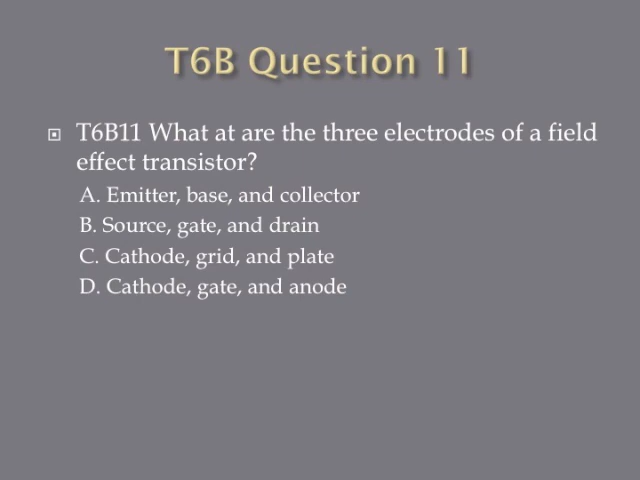 T6B Question 11
T6B11 What at are the three electrodes of a field
effect transistor?
A. Emitter, base, and collector
B. Source, gate, and drain
C. Cathode, grid, and plate
D. Cathode, gate, and anode